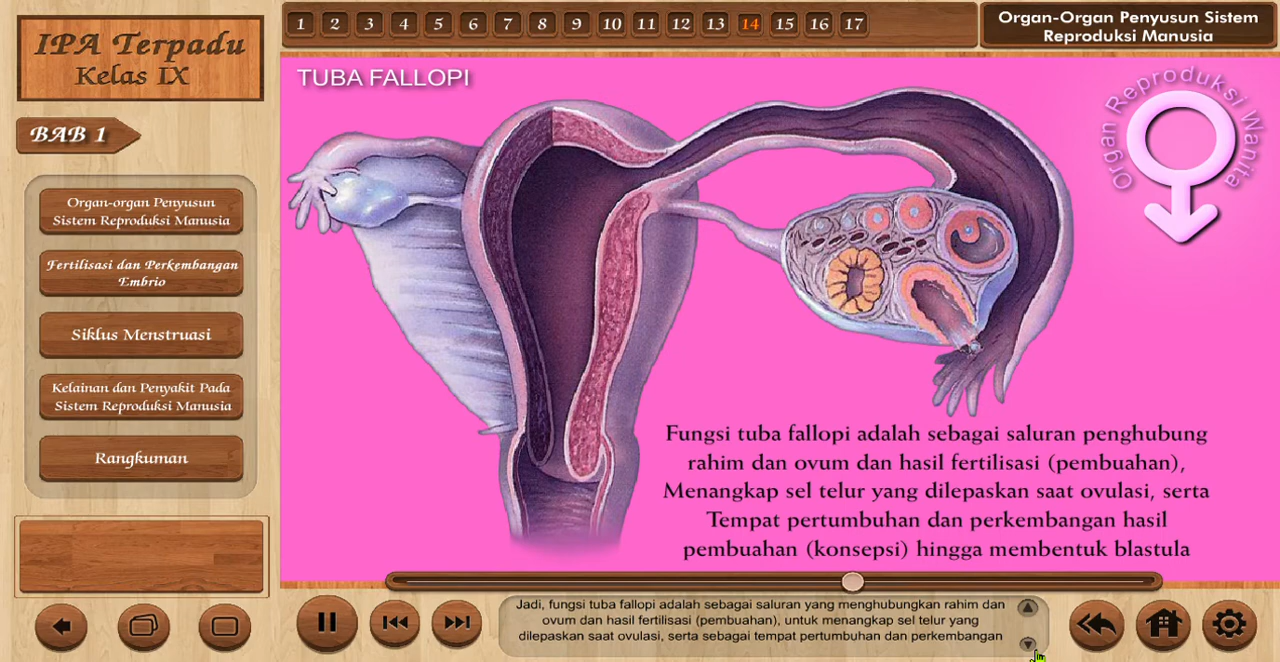 IPA Terpadu
Kelas IX
BAB 1
Organ-organ Penyusun
Sistem Reproduksi Manusia
Fertilisasi dan Perkembangan
Embrio
Siklus Menstruasi
Kelainan dan Penyakit Pada
Sistem Reproduksi Manusia
Rangkuman
1 2 3 4 5 6 7 8 9 10 11 12 13 14 15 16 17
Organ-Organ Penyusun Sistem
Reproduksi Manusia
TUBA FALLOPI
Organ Reproduksi Wanita
Fungsi tuba fallopi adalah sebagai saluran penghubung
rahim dan ovum dan hasil fertilisasi (pembuahan),
Menangkap sel telur yang dilepaskan saat ovulasi, serta
Tempat pertumbuhan dan perkembangan hasil
pembuahan (konsepsi) hingga membentuk blastula
Jadi, fungsi tuba fallopi adalah sebagai saluran yang menghubungkan rahim dan
ovum dan hasil fertilisasi (pembuahan), untuk menangkap sel telur yang
dilepaskan saat ovulasi, serta sebagai tempat pertumbuhan dan perkembangan